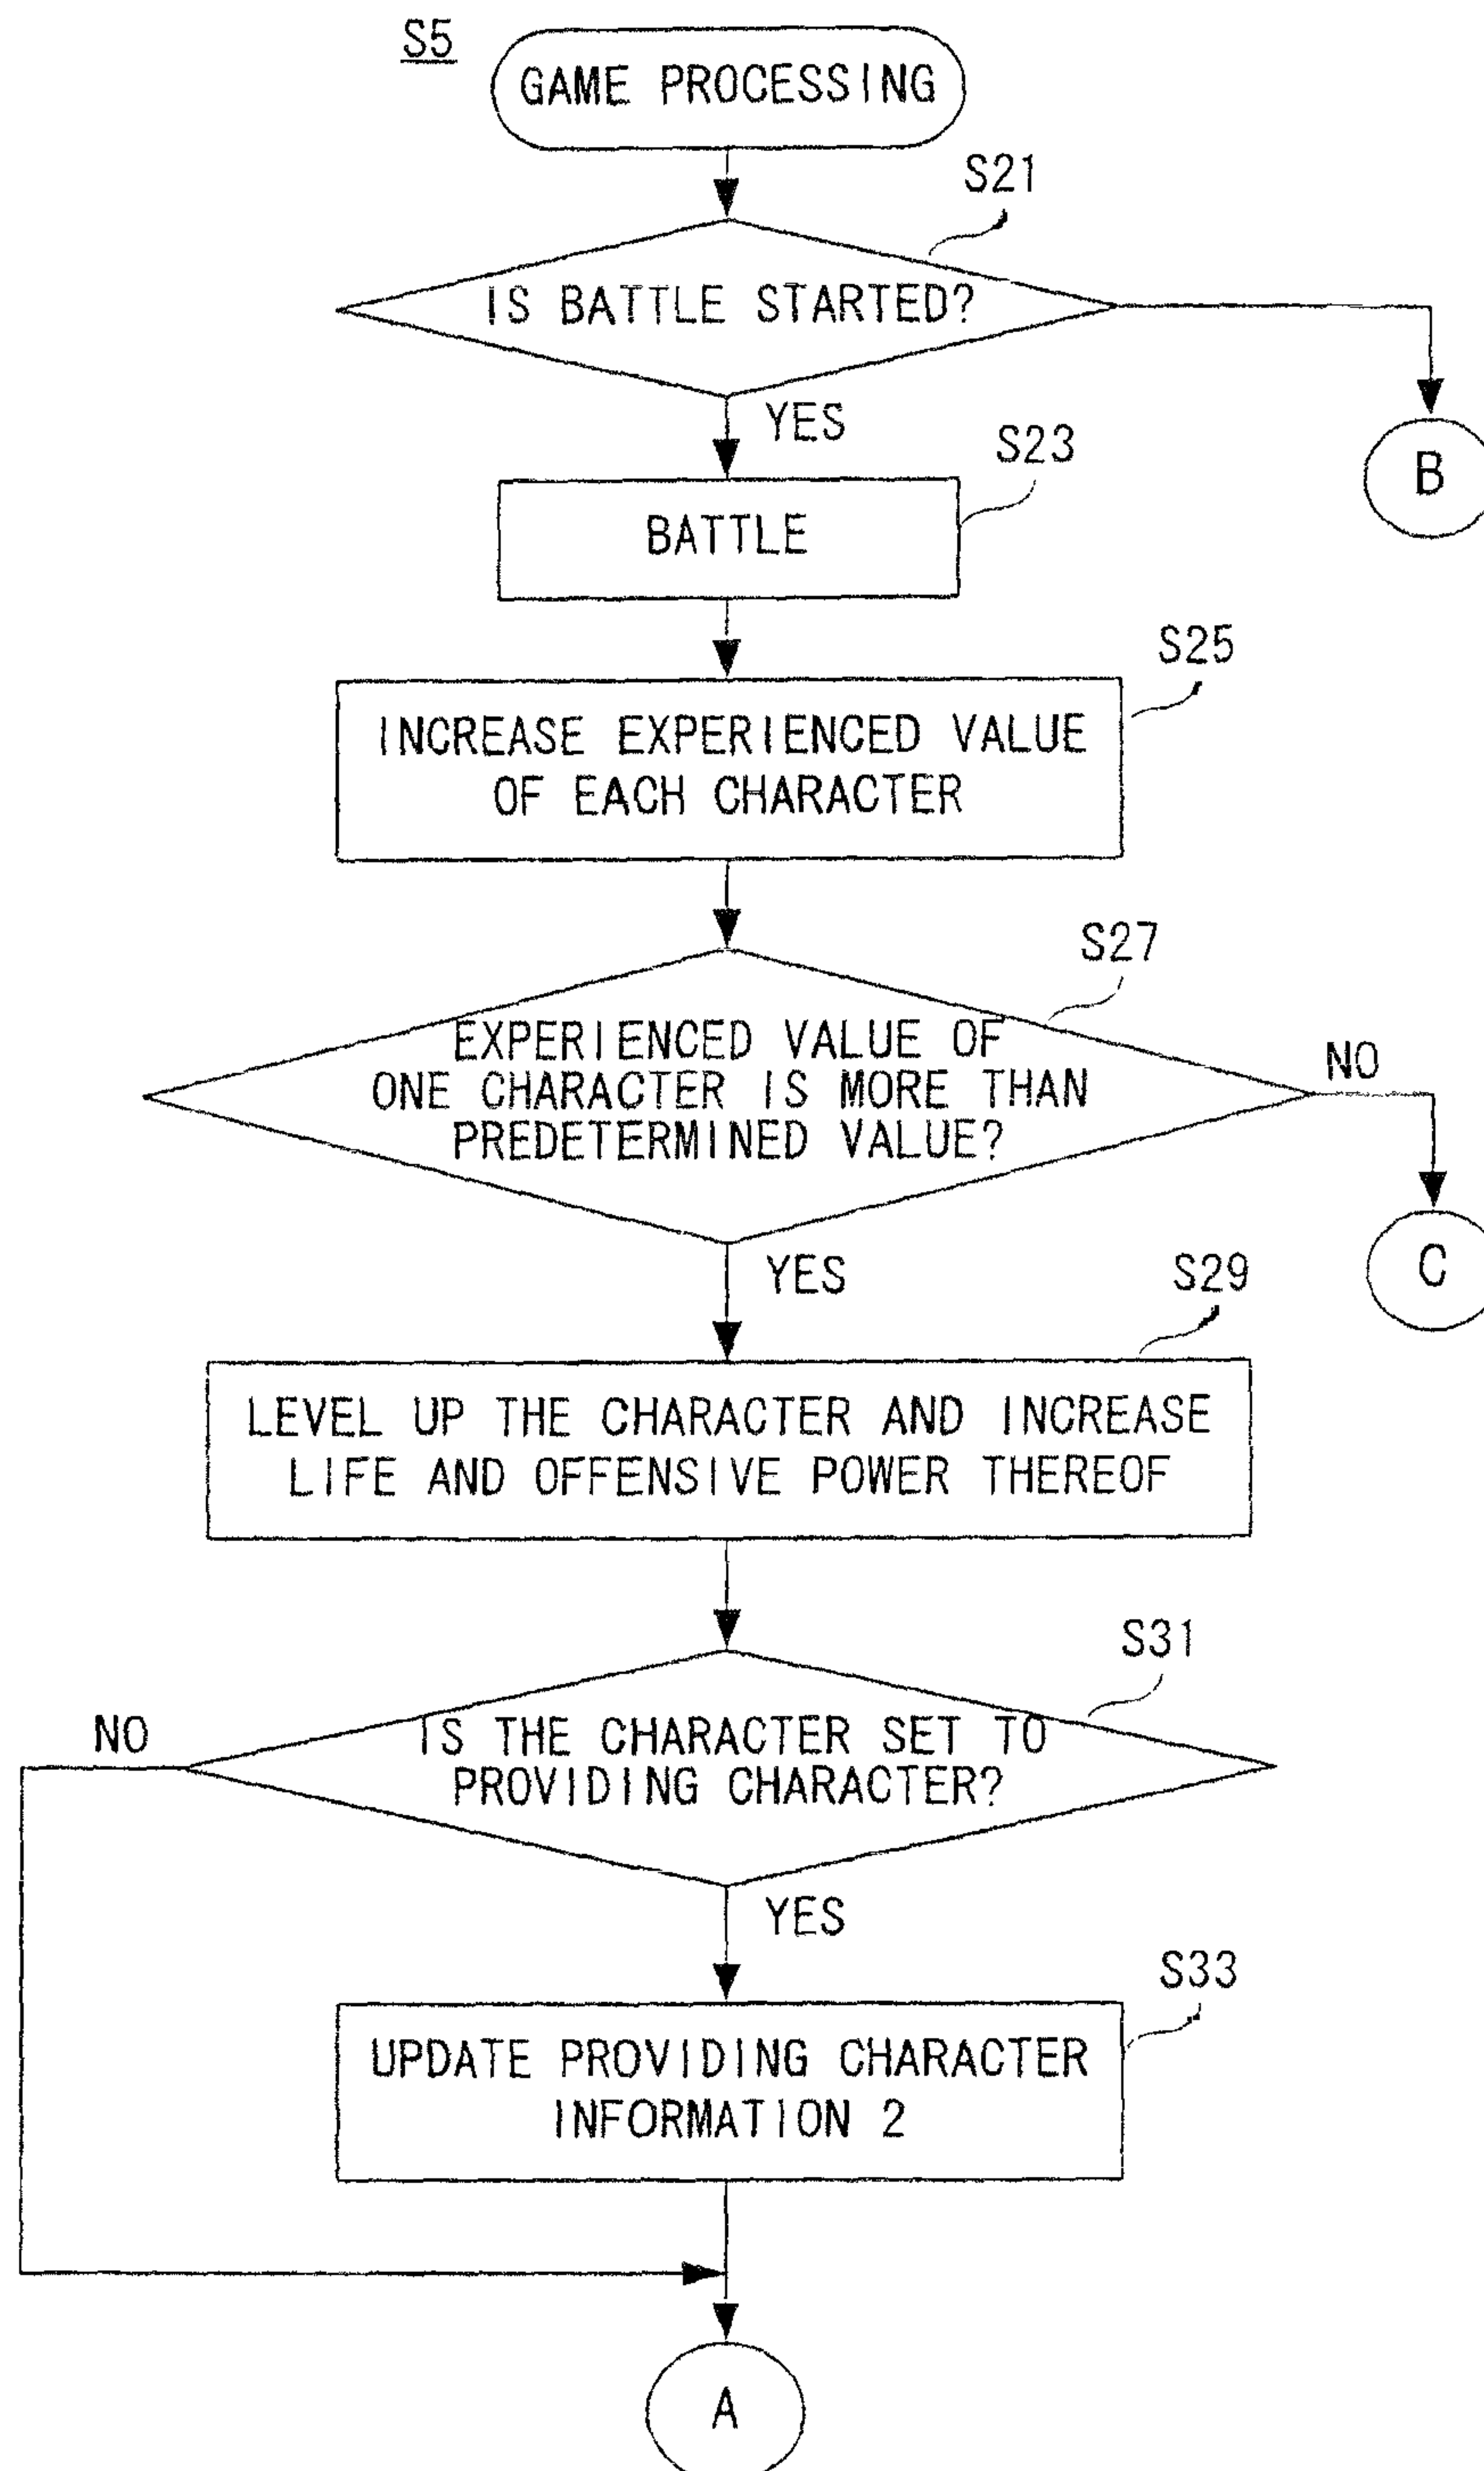 S5
GAME PROCESSING
S21
IS BATTLE STARTED?
YES
B
S23
BATTLE
S25
INCREASE EXPERIENCED VALUE
OF EACH CHARACTER
S27
EXPERIENCED VALUE OF
ONE CHARACTER IS MORE THAN
PREDETERMINED VALUE?
NO
YES
C
S29
LEVEL UP THE CHARACTER AND INCREASE
LIFE AND OFFENSIVE POWER THEREOF
S31
NO
IS THE CHARACTER SET TO
PROVIDING CHARACTER?
YES
S33
UPDATE PROVIDING CHARACTER
INFORMATION 2
A